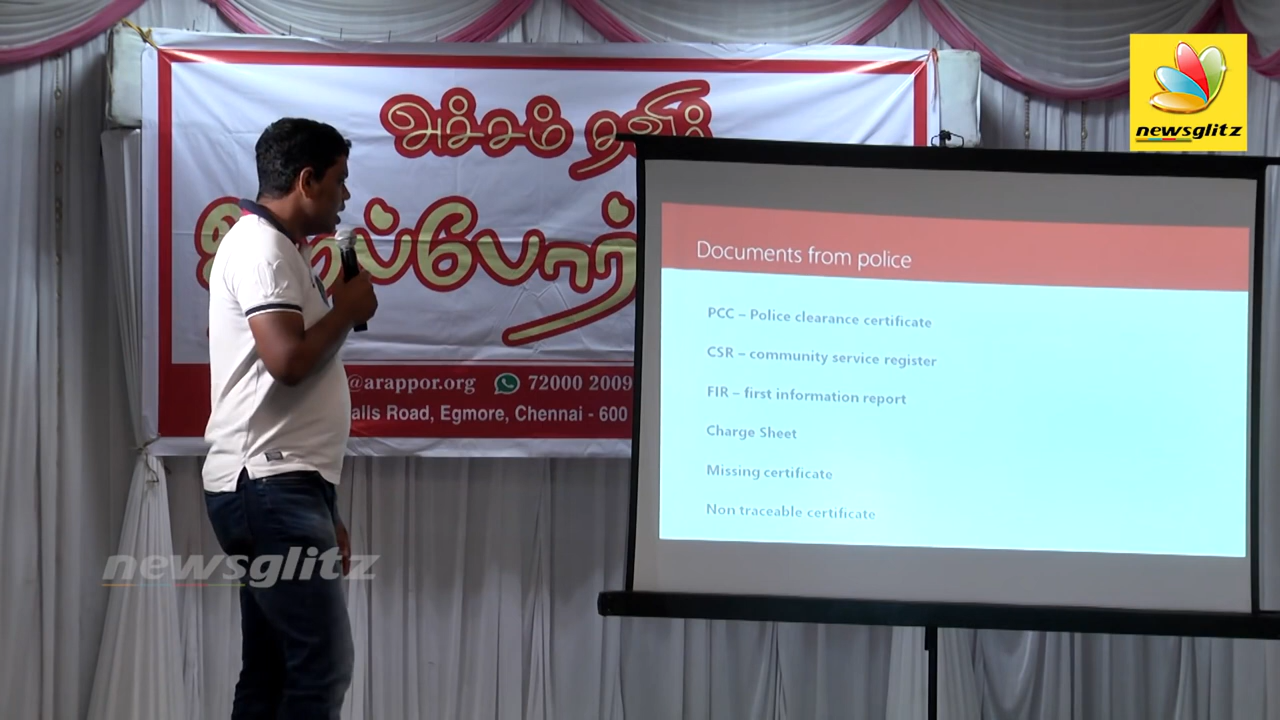 newsglitz
அச்சம்
ப்போர்
Documents from police
PCC – Police clearance certificate
CSR – community service register
FIR – first information report
Charge Sheet
Missing certificate
Non traceable certificate
@arappor.org 72000 2009
alls Road, Egmore, Chennai - 600
newsglitz